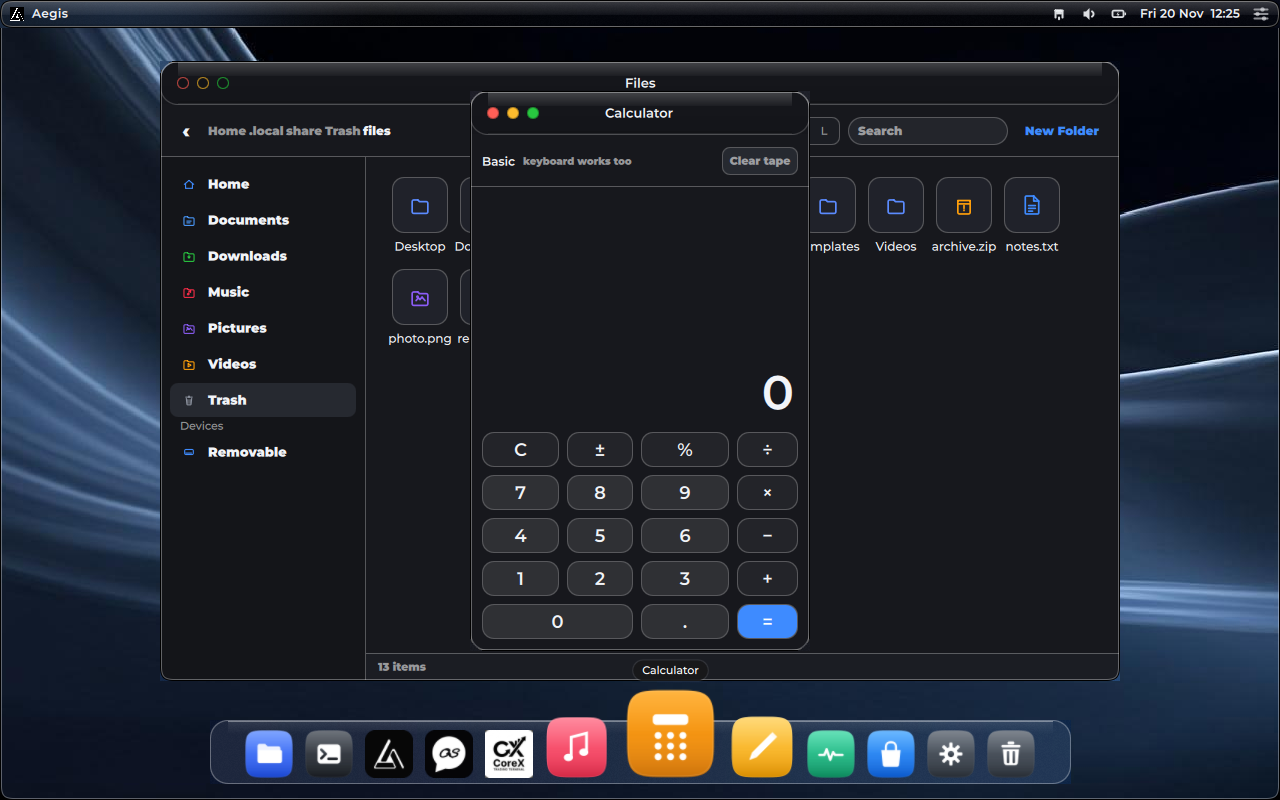 Aegis
Fri 20 Nov 12:25
Files
Calculator
Home .local share Trash files
L
Search
New Folder
Basic keyboard works too
Clear tape
Home
Documents
Downloads
Music
Pictures
Videos
Trash
Devices
Removable
Desktop
Do
mplates
Videos
archive.zip
notes.txt
photo.png
re
0
C ± % ÷
7 8 9 ×
4 5 6 −
1 2 3 +
0 . =
13 items
Calculator
as
CX
CoreX